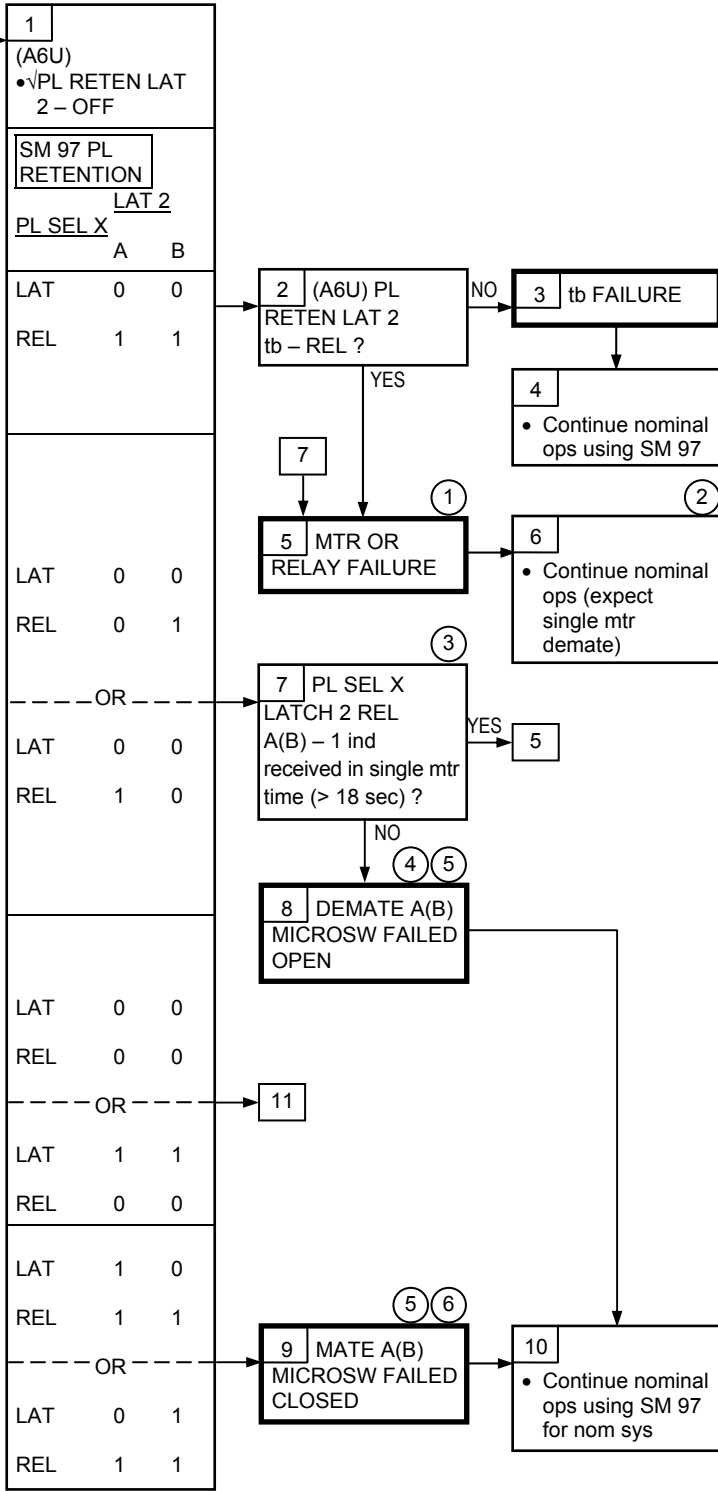 1
(A6U)
•√PL RETEN LAT
2 – OFF
SM 97 PL
RETENTION
LAT 2
PL SEL X
A B
LAT 0 0
REL 1 1
2 (A6U) PL
RETEN LAT 2
tb – REL ?
NO
3 tb FAILURE
YES
4
• Continue nominal
ops using SM 97
7
1
5 MTR OR
RELAY FAILURE
2
6
• Continue nominal
ops (expect
single mtr
demate)
LAT 0 0
REL 0 1
OR
LAT 0 0
REL 1 0
3
7 PL SEL X
LATCH 2 REL
A(B) – 1 ind
received in single mtr
time (> 18 sec) ?
YES
5
NO
4 5
8 DEMATE A(B)
MICROSW FAILED
OPEN
LAT 0 0
REL 0 0
OR
11
LAT 1 1
REL 0 0
LAT 1 0
REL 1 1
OR
LAT 0 1
REL 1 1
5 6
9 MATE A(B)
MICROSW FAILED
CLOSED
10
• Continue nominal
ops using SM 97
for nom sys